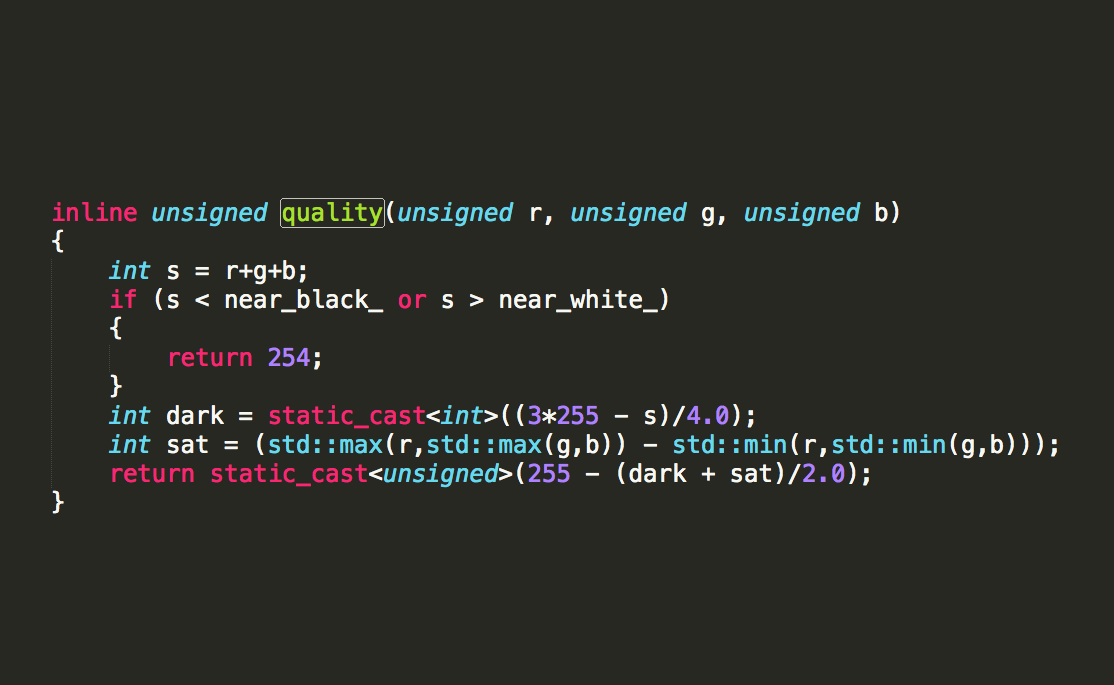 inline unsigned quality(unsigned r, unsigned g, unsigned b)
{
    int s = r+g+b;
    if (s < near_black_ or s > near_white_)
    {
        return 254;
    }
    int dark = static_cast<int>((3*255 - s)/4.0);
    int sat = (std::max(r,std::max(g,b)) - std::min(r,std::min(g,b)));
    return static_cast<unsigned>(255 - (dark + sat)/2.0);
}